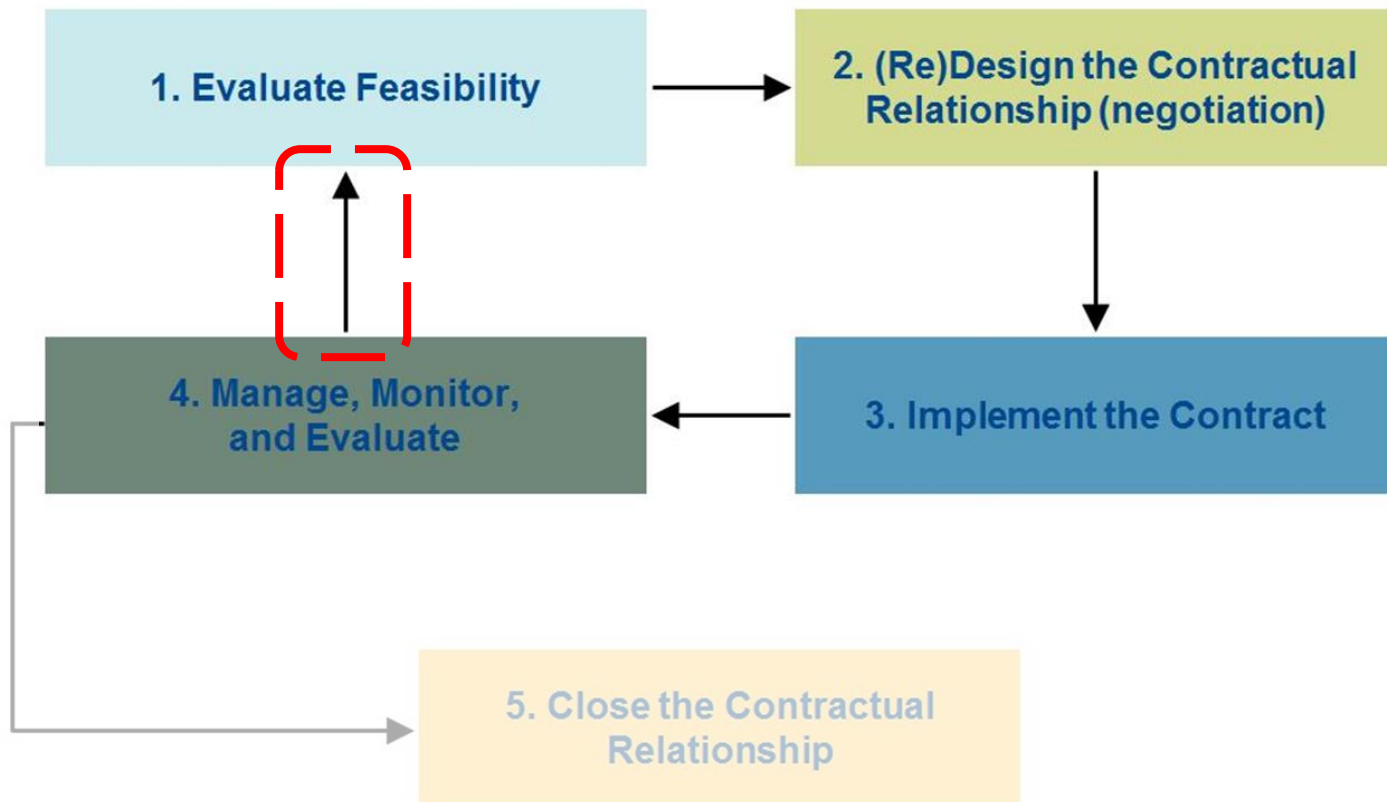 1. Evaluate Feasibility
2. (Re)Design the Contractual
Relationship (negotiation)
4. Manage, Monitor,
and Evaluate
3. Implement the Contract
5. Close the Contractual
Relationship